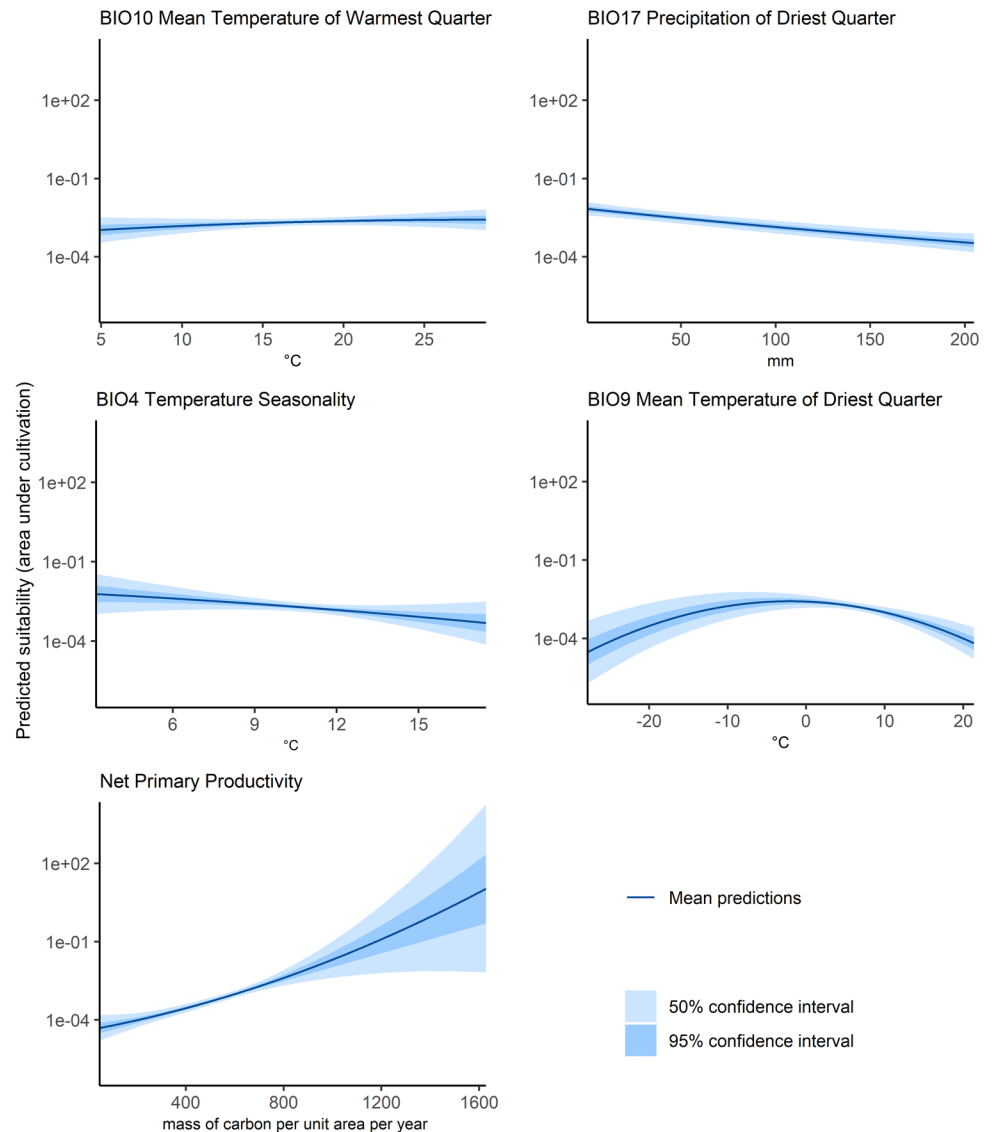 BIO10 Mean Temperature of Warmest Quarter
1e+02
1e-01
1e-04
5 10 15 20 25
°C
BIO17 Precipitation of Driest Quarter
1e+02
1e-01
1e-04
50 100 150 200
mm
Predicted suitability (area under cultivation)
BIO4 Temperature Seasonality
1e+02
1e-01
1e-04
6 9 12 15
°C
BIO9 Mean Temperature of Driest Quarter
1e+02
1e-01
1e-04
-20 -10 0 10 20
°C
Net Primary Productivity
1e+02
1e-01
1e-04
400 800 1200 1600
mass of carbon per unit area per year
Mean predictions
50% confidence interval
95% confidence interval